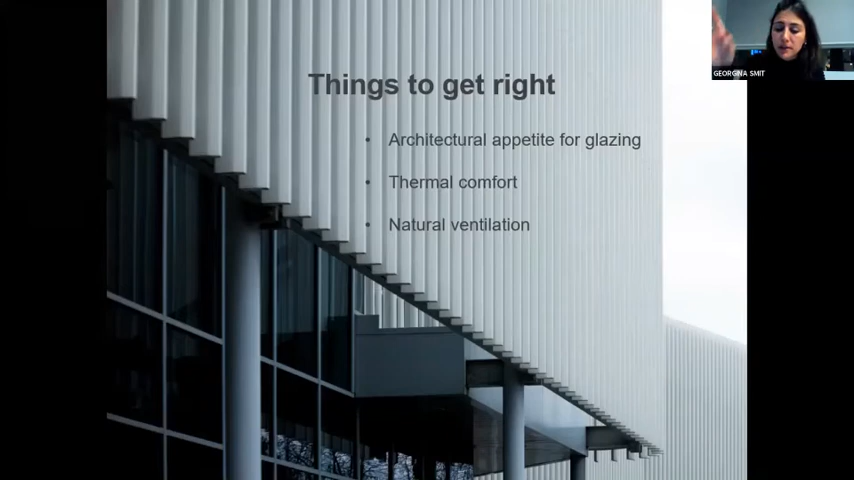 Things to get right
• Architectural appetite for glazing
• Thermal comfort
• Natural ventilation
GEORGINA SMIT